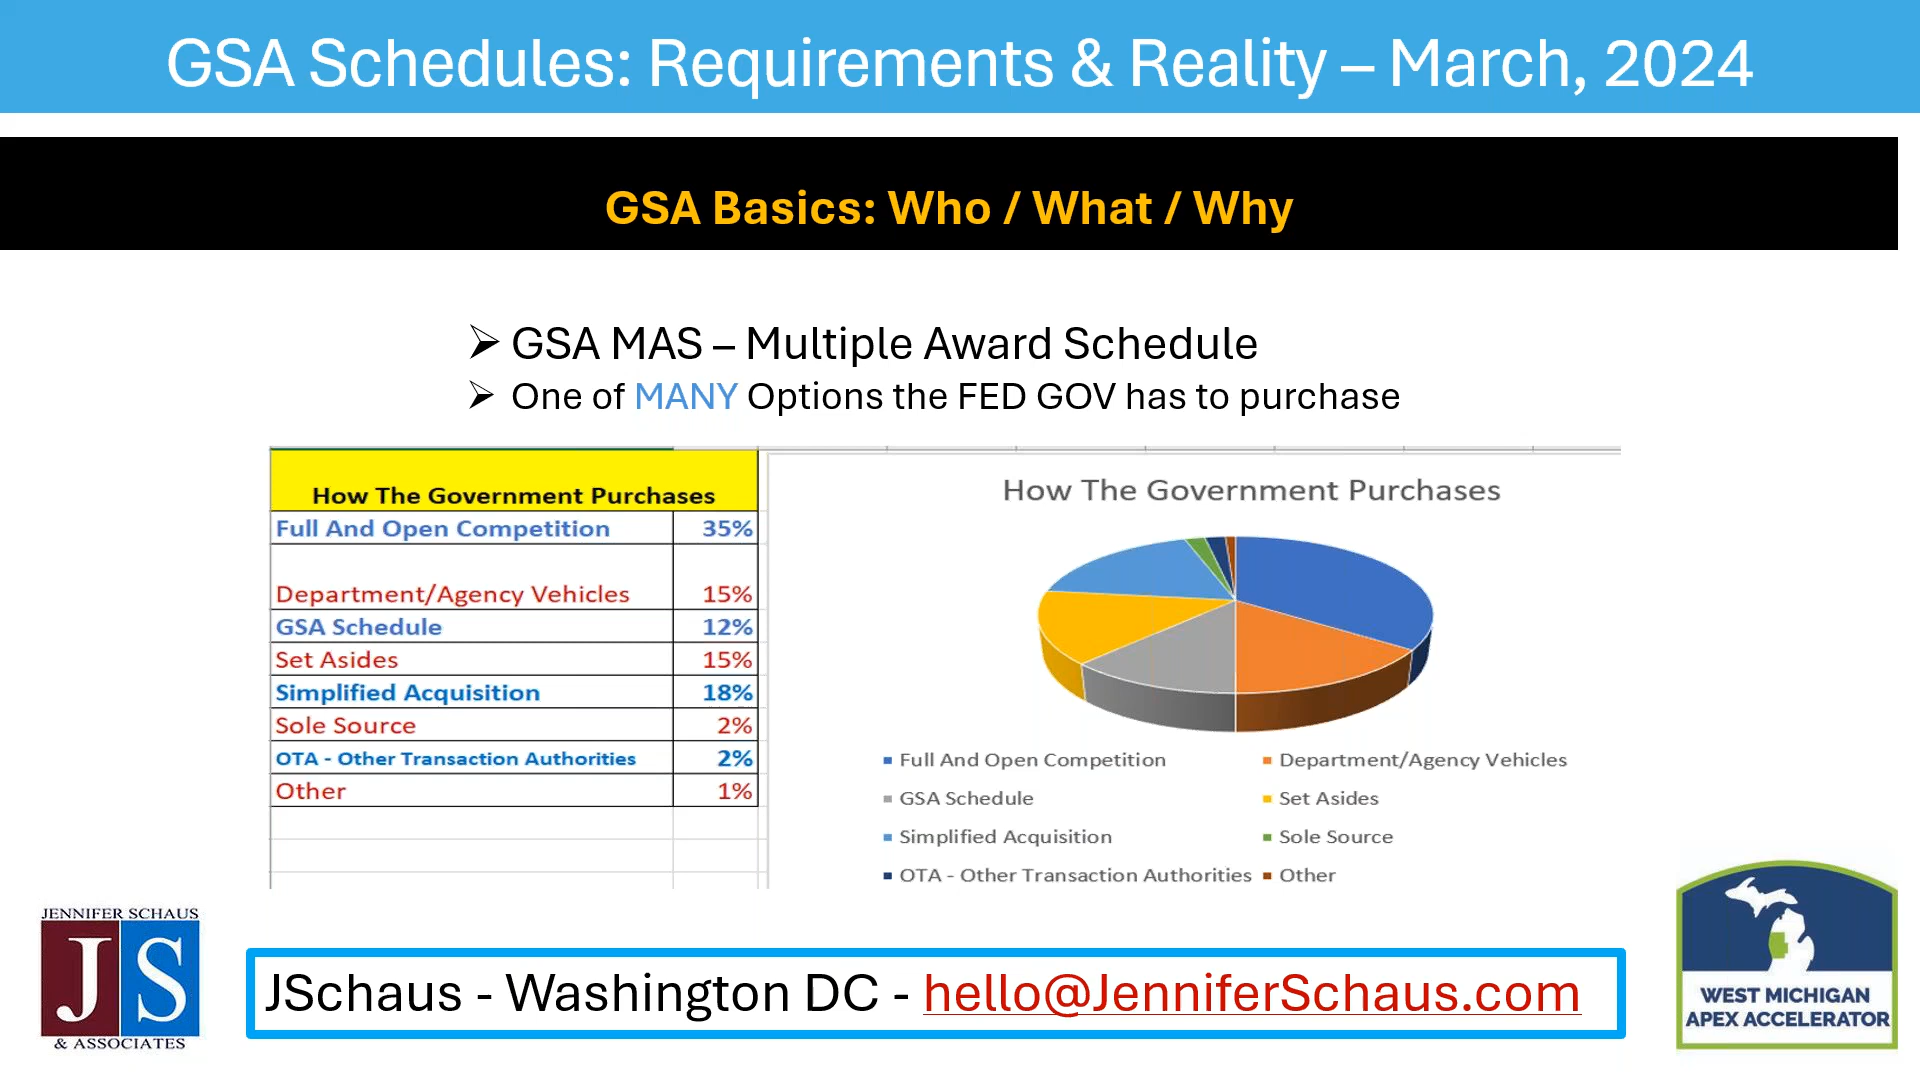 GSA Schedules: Requirements & Reality – March, 2024
GSA Basics: Who / What / Why
➢ GSA MAS – Multiple Award Schedule
➢ One of MANY Options the FED GOV has to purchase
How The Government Purchases
Full And Open Competition 35%
Department/Agency Vehicles 15%
GSA Schedule 12%
Set Asides 15%
Simplified Acquisition 18%
Sole Source 2%
OTA - Other Transaction Authorities 2%
Other 1%
How The Government Purchases
Full And Open Competition
Department/Agency Vehicles
GSA Schedule
Set Asides
Simplified Acquisition
Sole Source
OTA - Other Transaction Authorities
Other
JENNIFER SCHAUS
JS
& ASSOCIATES
JSchaus - Washington DC - hello@JenniferSchaus.com
WEST MICHIGAN
APEX ACCELERATOR